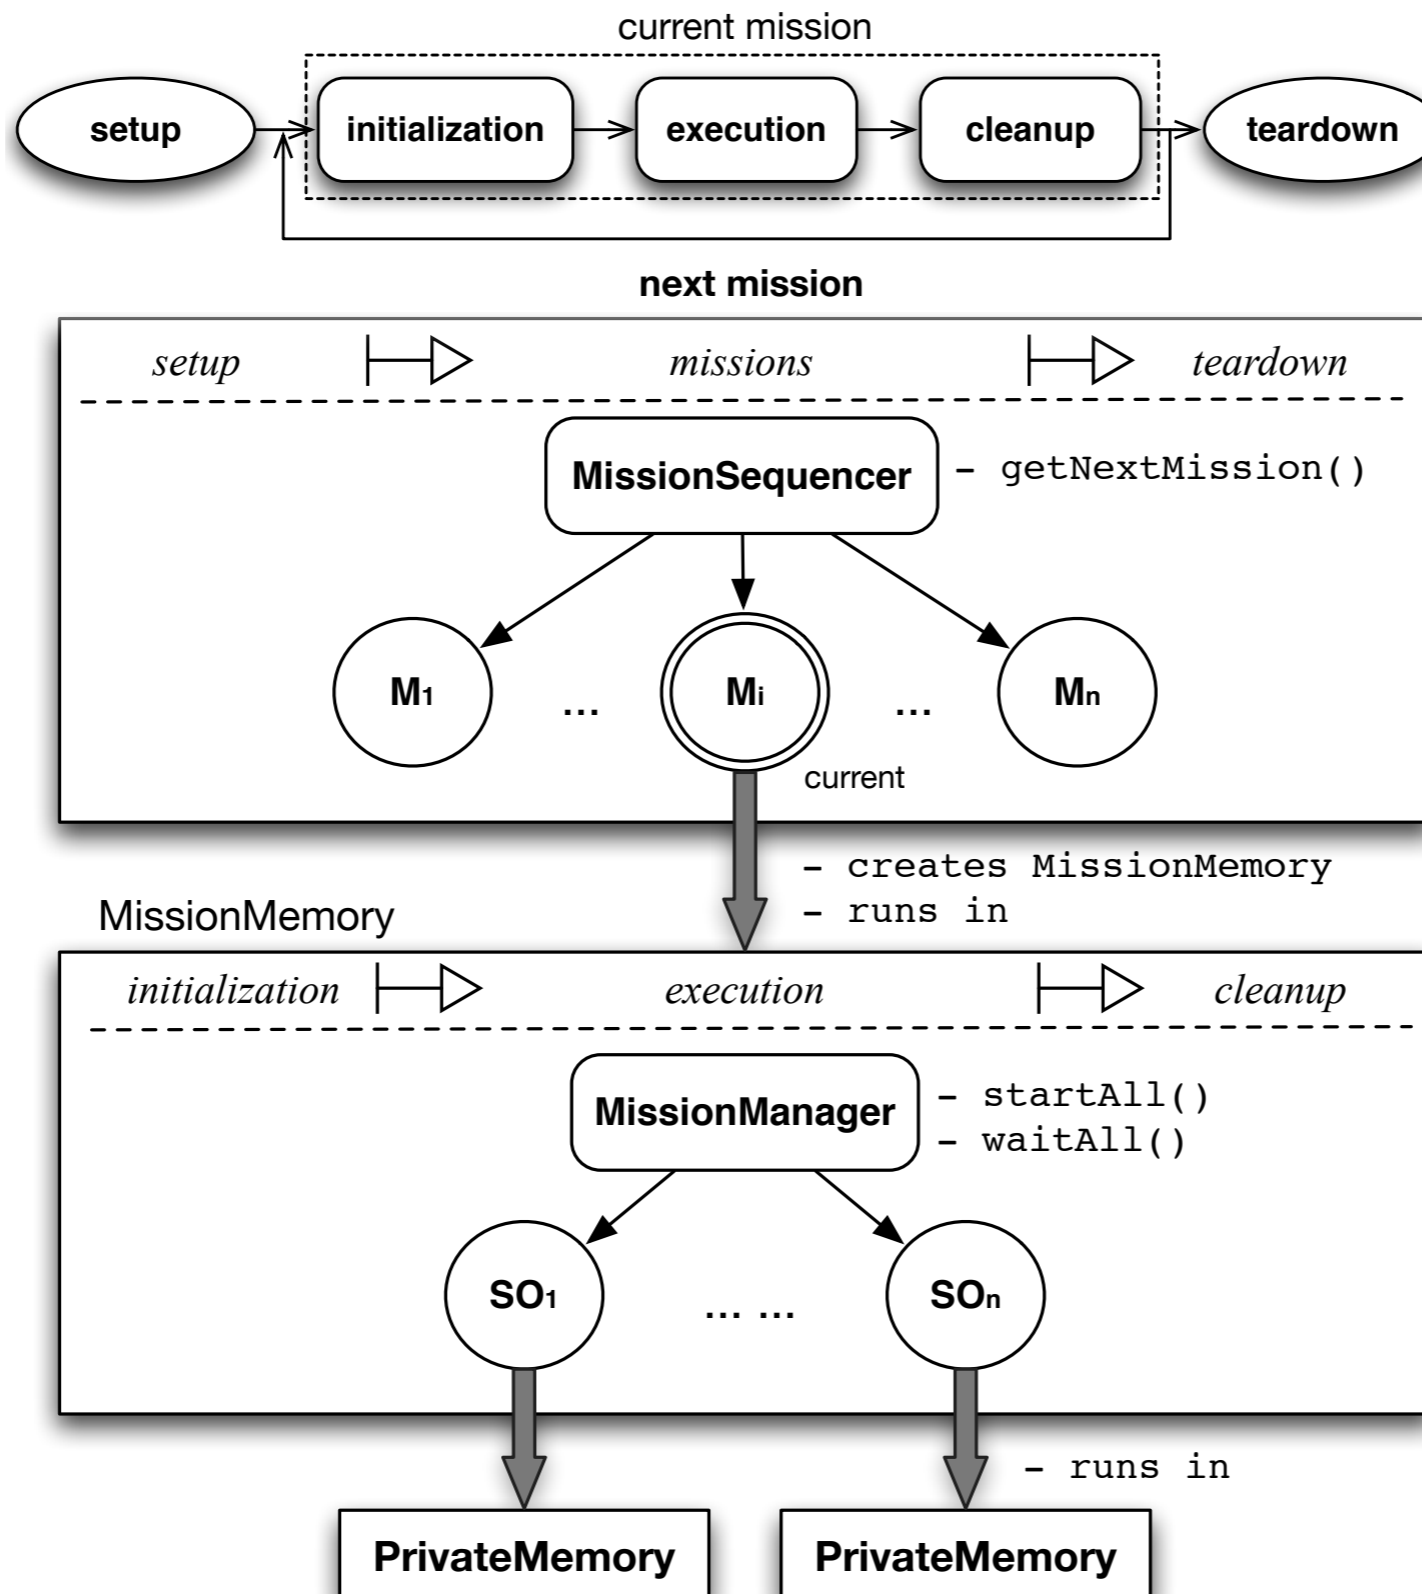 current mission
setup initialization execution cleanup teardown
next mission
setup missions teardown
MissionSequencer - getNextMission()
M1 ... Mi ... Mn
current
- creates MissionMemory
- runs in
MissionMemory
initialization execution cleanup
MissionManager - startAll()
- waitAll()
SO1 ... ... SOn
- runs in
PrivateMemory PrivateMemory